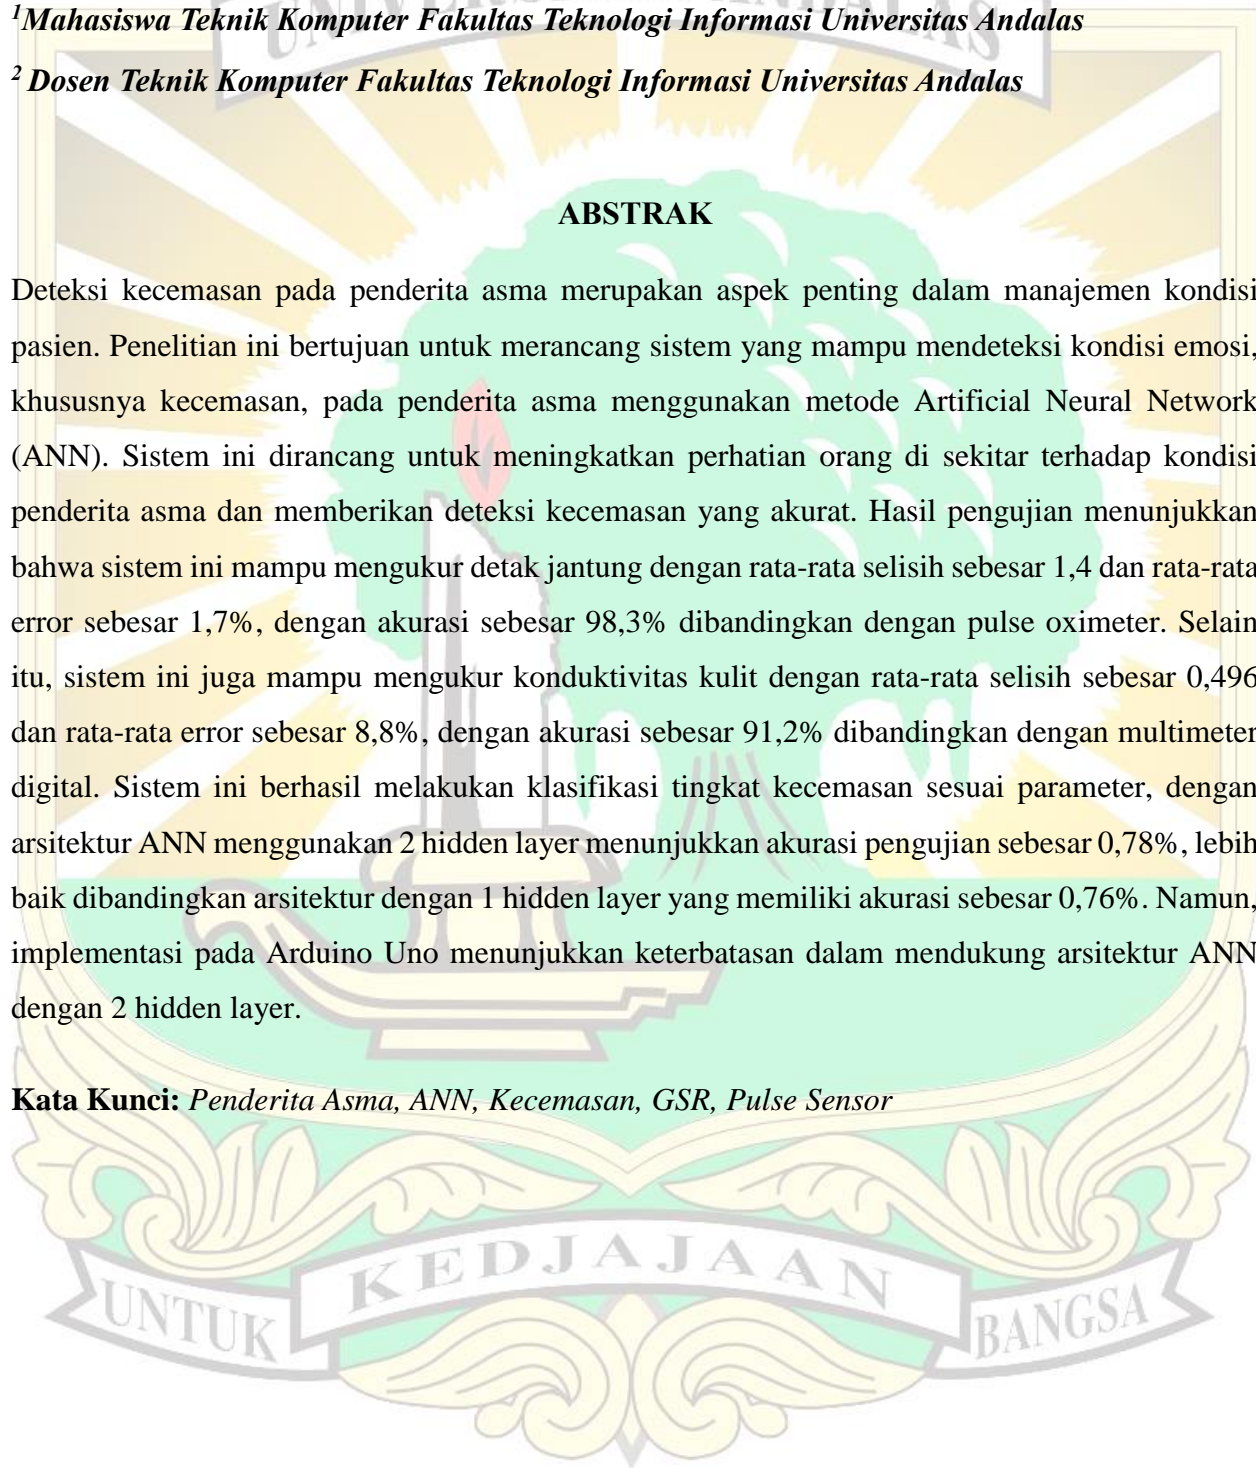 UNIVERSITAS ANDALAS
¹Mahasiswa Teknik Komputer Fakultas Teknologi Informasi Universitas Andalas
² Dosen Teknik Komputer Fakultas Teknologi Informasi Universitas Andalas
ABSTRAK
Deteksi kecemasan pada penderita asma merupakan aspek penting dalam manajemen kondisi
pasien. Penelitian ini bertujuan untuk merancang sistem yang mampu mendeteksi kondisi emosi,
khususnya kecemasan, pada penderita asma menggunakan metode Artificial Neural Network
(ANN). Sistem ini dirancang untuk meningkatkan perhatian orang di sekitar terhadap kondisi
penderita asma dan memberikan deteksi kecemasan yang akurat. Hasil pengujian menunjukkan
bahwa sistem ini mampu mengukur detak jantung dengan rata-rata selisih sebesar 1,4 dan rata-rata
error sebesar 1,7%, dengan akurasi sebesar 98,3% dibandingkan dengan pulse oximeter. Selain
itu, sistem ini juga mampu mengukur konduktivitas kulit dengan rata-rata selisih sebesar 0,496
dan rata-rata error sebesar 8,8%, dengan akurasi sebesar 91,2% dibandingkan dengan multimeter
digital. Sistem ini berhasil melakukan klasifikasi tingkat kecemasan sesuai parameter, dengan
arsitektur ANN menggunakan 2 hidden layer menunjukkan akurasi pengujian sebesar 0,78%, lebih
baik dibandingkan arsitektur dengan 1 hidden layer yang memiliki akurasi sebesar 0,76%. Namun,
implementasi pada Arduino Uno menunjukkan keterbatasan dalam mendukung arsitektur ANN
dengan 2 hidden layer.
Kata Kunci: Penderita Asma, ANN, Kecemasan, GSR, Pulse Sensor
UNTUK KEDJAJAAN BANGSA